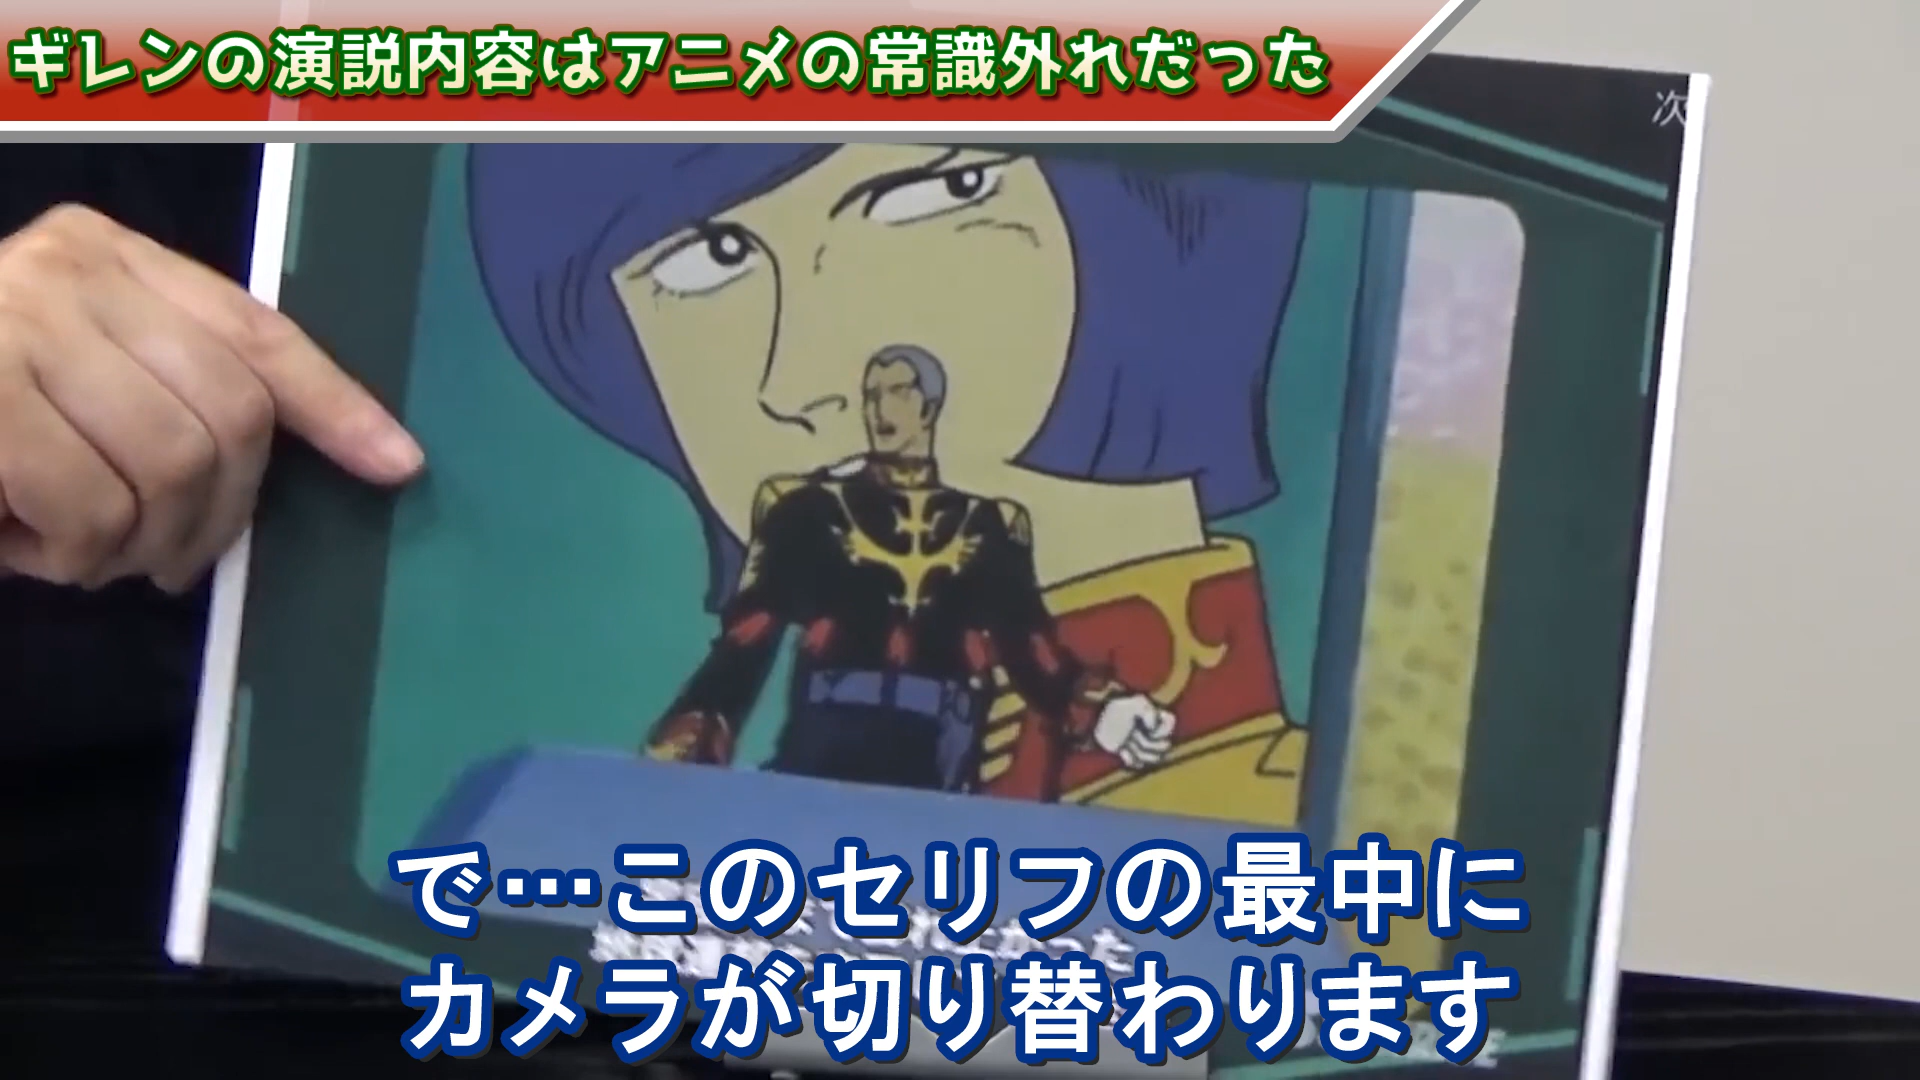 ギレンの演説内容はアニメの常識外れだった
次
で…このセリフの最中に
カメラが切り替わります